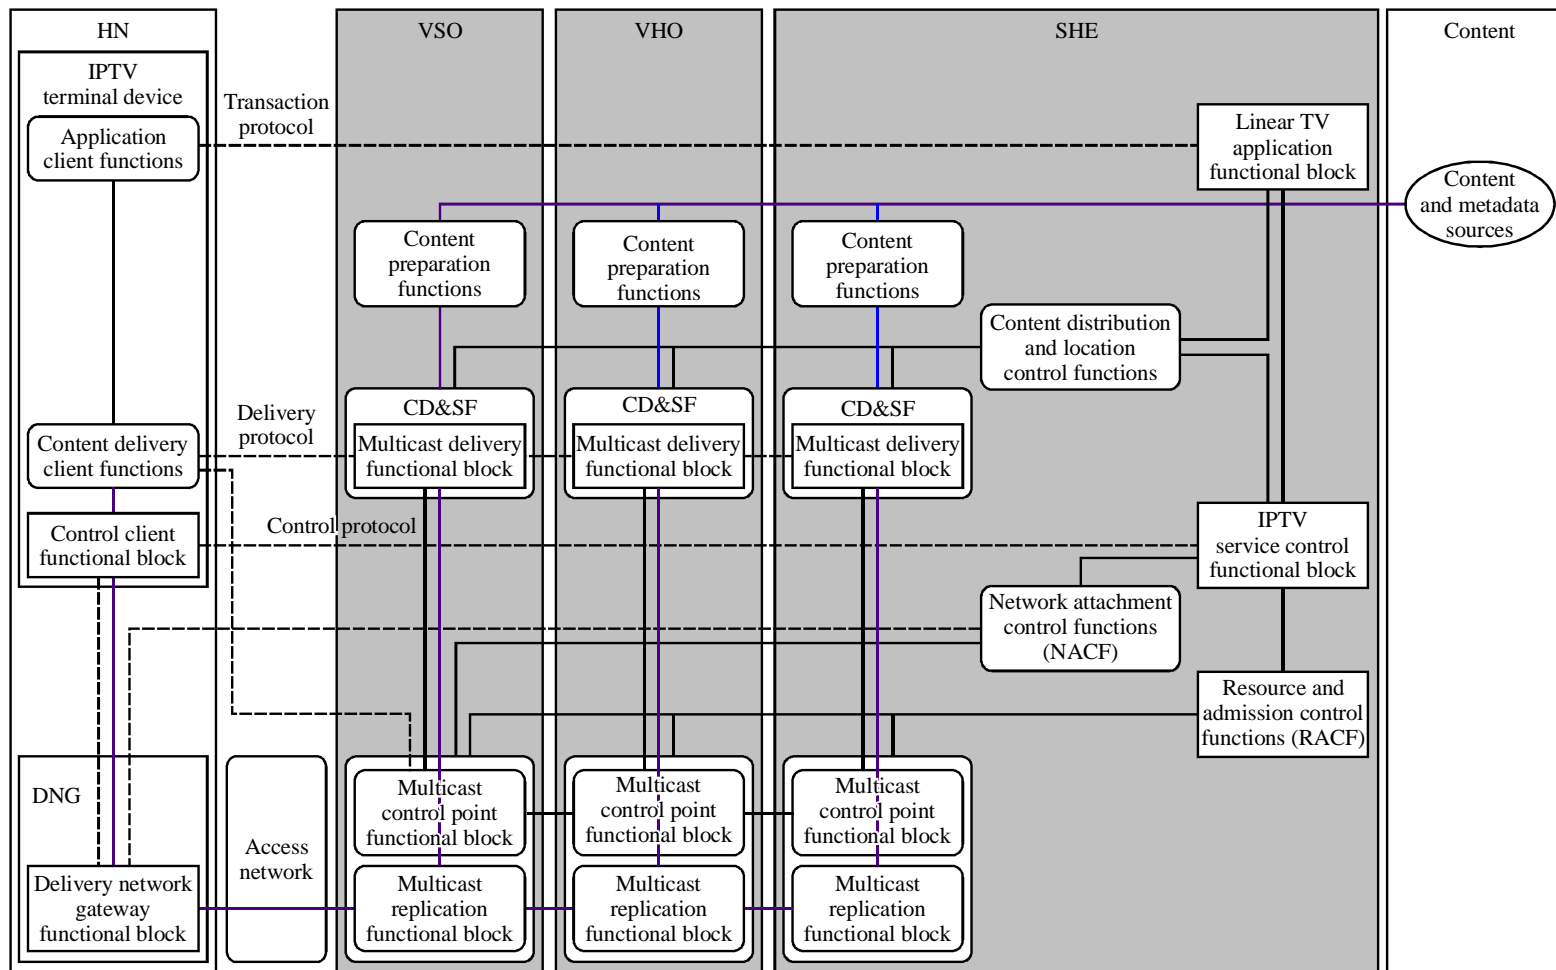 HN
VSO
VHO
SHE
Content
IPTV
terminal device
Transaction
protocol
Application
client functions
Linear TV
application
functional block
Content
and metadata
sources
Content
preparation
functions
Content
preparation
functions
Content
preparation
functions
Content distribution
and location
control functions
CD&SF
CD&SF
CD&SF
Delivery
protocol
Content delivery
client functions
Multicast delivery
functional block
Multicast delivery
functional block
Multicast delivery
functional block
Control client
functional block
Control protocol
IPTV
service control
functional block
Network attachment
control functions
(NACF)
Resource and
admission control
functions (RACF)
DNG
Access
network
Multicast
control point
functional block
Multicast
control point
functional block
Multicast
control point
functional block
Delivery network
gateway
functional block
Multicast
replication
functional block
Multicast
replication
functional block
Multicast
replication
functional block